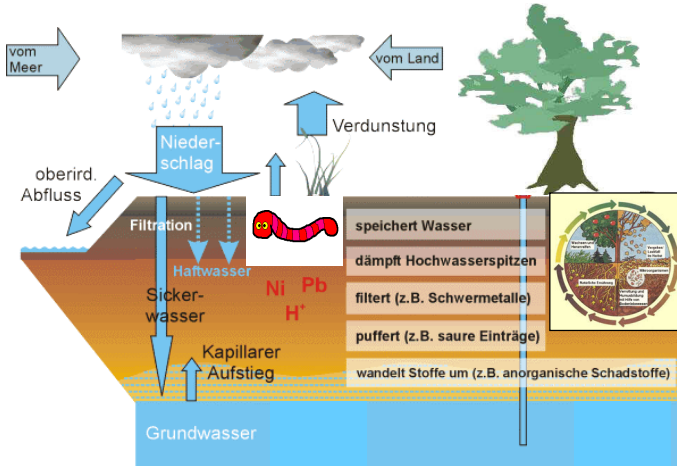 vom
Meer
vom Land
Verdunstung
Nieder-
schlag
oberird.
Abfluss
Filtration
speichert Wasser
dämpft Hochwasserspitzen
Haftwasser
Ni Pb
H+
filtert (z.B. Schwermetalle)
Sicker-
wasser
puffert (z.B. saure Einträge)
Kapillarer
Aufstieg
wandelt Stoffe um (z.B. anorganische Schadstoffe)
Grundwasser
Mikroorganismen